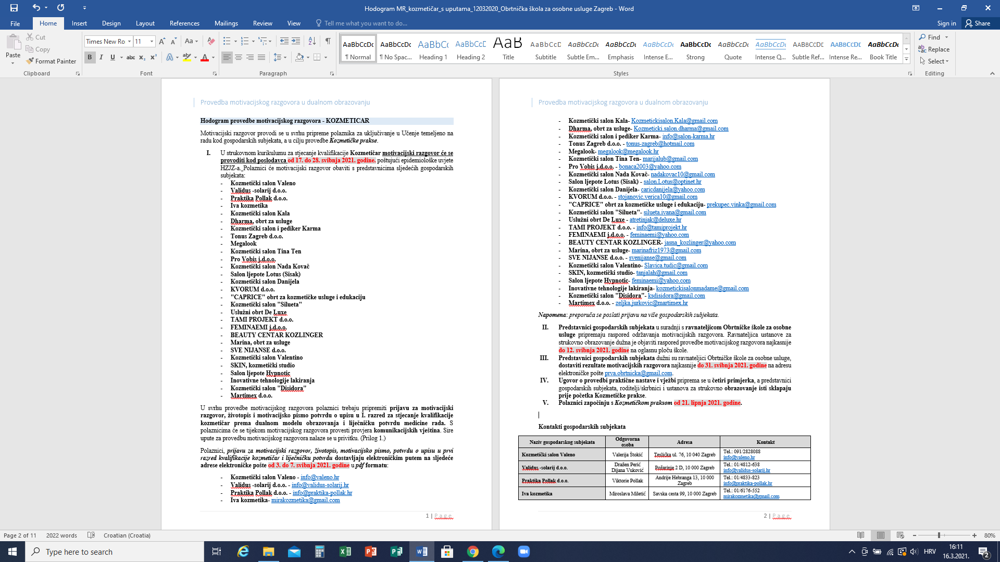 Hodogram MR_kozmetičar_s uputama_12032020_Obrtnička škola za osobne usluge Zagreb - Word
File Home Insert Design Layout References Mailings Review View Tell me what you want to do... Sign in Share
Paste
Cut
Copy
Format Painter
Clipboard
Times New Ro 11
Font
Paragraph
AaBbCcDc AaBbCcDc AaBbCc AaBbCcD AaB AaBbCcD AaBbCcDc AaBbCcDc AaBbCcDc AaBbCcDc AaBbCcDc AaBbCcDc AABBCCDD AABBCCDD AaBbCcDc
¶ Normal ¶ No Spac... Heading 1 Heading 2 Title Subtitle Subtle Em... Emphasis Intense E... Strong Quote Intense Q... Subtle Ref... Intense Re... Book Title
Styles
Find
Replace
Select
Editing
Provedba motivacijskog razgovora u dualnom obrazovanju
Hodogram provedbe motivacijskog razgovora - KOZMETICAR
Motivacijski razgovor provodi se u svrhu pripreme polaznika za uključivanje u Učenje temeljeno na
radu kod gospodarskih subjekata, a u cilju provedbe Kozmetičke prakse.
I. U strukovnom kurikulumu za stjecanje kvalifikacije Kozmetičar motivacijski razgovor će se
provoditi kod poslodavca od 17. do 28. svibnja 2021. godine. poštujući epidemiološke uvjete
HZJZ-a. Polaznici će motivacijski razgovor obaviti s predstavnicima sljedećih gospodarskih
subjekata:
- Kozmetički salon Valeno
- Validus -solarij d.o.o.
- Praktika Pollak d.o.o.
- Iva kozmetika
- Kozmetički salon Kala
- Dharma, obrt za usluge
- Kozmetički salon i pediker Karma
- Tonus Zagreb d.o.o.
- Megalook
- Kozmetički salon Tina Ten
- Pro Vobis j.d.o.o.
- Kozmetički salon Nada Kovač
- Salon ljepote Lotus (Sisak)
- Kozmetički salon Danijela
- KVORUM d.o.o.
- "CAPRICE" obrt za kozmetičke usluge i edukaciju
- Kozmetički salon "Silueta"
- Uslužni obrt De Luxe
- TAMI PROJEKT d.o.o.
- FEMINAEMI j.d.o.o.
- BEAUTY CENTAR KOZLINGER
- Marina, obrt za usluge
- SVE NIJANSE d.o.o.
- Kozmetički salon Valentino
- SKIN, kozmetički studio
- Salon ljepote Hypnotic
- Inovativne tehnologije lakiranja
- Kozmetički salon "Disidora"
- Martimex d.o.o.
U svrhu provedbe motivacijskog razgovora polaznici trebaju pripremiti prijavu za motivacijski
razgovor, životopis i motivacijsko pismo potvrdu o upisu u I. razred za stjecanje kvalifikacije
kozmetičar prema dualnom modelu obrazovanja i liječničku potvrdu medicine rada. S
polaznicima će se tijekom motivacijskog razgovora provesti provjera komunikacijskih vještina. Sire
upute za provedbu motivacijskog razgovora nalaze se u privitku. (Prilog 1.)
Polaznici, prijavu za motivacijski razgovor, životopis, motivacijsko pismo, potvrdu o upisu u prvi
razred kvalifikacije kozmetičar i liječničku potvrdu dostavljaju elektroničkim putem na sljedeće
adrese elektroničke pošte od 3. do 7. svibnja 2021. godine u pdf formatu:
- Kozmetički salon Valeno - info@valeno.hr
- Validus -solarij d.o.o. - info@validus-solarij.hr
- Praktika Pollak d.o.o. - info@praktika-pollak.hr
- Iva kozmetika- mirakozmetika@gmail.com
1 | Page
Provedba motivacijskog razgovora u dualnom obrazovanju
- Kozmetički salon Kala- Kozmetickisalon.Kala@gmail.com
- Dharma, obrt za usluge- Kozmeticki.salon.dharma@gmail.com
- Kozmetički salon i pediker Karma- info@salon-karma.hr
- Tonus Zagreb d.o.o. - tonus-zagreb@hotmail.com
- Megalook- megalook@megalook.hr
- Kozmetički salon Tina Ten- marijalub@gmail.com
- Pro Vobis j.d.o.o. - bonaca2003@yahoo.com
- Kozmetički salon Nada Kovač- nadakovac10@gmail.com
- Salon ljepote Lotus (Sisak) - salon.Lotus@optinet.hr
- Kozmetički salon Danijela- caricdanijela@yahoo.com
- KVORUM d.o.o. - stojanovic.verica10@gmail.com
- "CAPRICE" obrt za kozmetičke usluge i edukaciju- prekupec.vinka@gmail.com
- Kozmetički salon "Silueta"- silueta.ivana@gmail.com
- Uslužni obrt De Luxe - atretinjak@deluxe.hr
- TAMI PROJEKT d.o.o. - info@tamiprojekt.hr
- FEMINAEMI j.d.o.o. - feminaemi@yahoo.com
- BEAUTY CENTAR KOZLINGER- jasna_kozlinger@yahoo.com
- Marina, obrt za usluge- marinafriz1973@gmail.com
- SVE NIJANSE d.o.o. - svenijanse@gmail.com
- Kozmetički salon Valentino- Slavica.tudic@gmail.com
- SKIN, kozmetički studio- tanjalah@gmail.com
- Salon ljepote Hypnotic- feminaemi@yahoo.com
- Inovativne tehnologije lakiranja- kozmetickisalonmadame@gmail.com
- Kozmetički salon "Disidora"- ksdisidora@gmail.com
- Martimex d.o.o. - zeljka.jurkovic@martimex.hr
Napomena: preporuča se poslati prijavu na više gospodarskih subjekata.
II. Predstavnici gospodarskih subjekata u suradnji s ravnateljicom Obrtničke škole za osobne
usluge pripremaju raspored održavanja motivacijskih razgovora. Ravnateljica ustanove za
strukovno obrazovanje dužna je objaviti raspored provedbe motivacijskog razgovora najkasnije
do 12. svibnja 2021. godine na oglasnu ploču škole.
III. Predstavnici gospodarskih subjekata dužni su ravnateljici Obrtničke škole za osobne usluge,
dostaviti rezultate motivacijskih razgovora najkasnije do 31. svibnja 2021. godine na adresu
elektroničke pošte prva.obrtnicka@gmail.com.
IV. Ugovor o provedbi praktične nastave i vježbi priprema se u četiri primjerka, a predstavnici
gospodarskih subjekata, roditelji/skrbnici i ustanova za strukovno obrazovanje isti sklapaju
prije početka Kozmetičke prakse.
V. Polaznici započinju s Kozmetičkom praksom od 21. lipnja 2021. godine.
Kontakti gospodarskih subjekata
Naziv gospodarskog subjekata Odgovorna osoba Adresa Kontakt
Kozmetički salon Valeno Valerija Štokić Teslićka ul. 76, 10 040 Zagreb Tel.: 091/2828088 info@valeno.hr
Validus -solarij d.o.o. Dražen Perić Dijana Vuković Požarinje 2 D, 10 000 Zagreb Tel.: 01/4812-638 info@validus-solarij.hr
Praktika Pollak d.o.o. Viktorie Pollak Andrije Hebranga 13, 10 000 Zagreb Tel.: 01/4833-823 info@praktika-pollak.hr
Iva kozmetika Miroslava Miletić Savska cesta 99, 10 000 Zagreb Tel.: 01/6176-552 mirakozmetika@gmail.com
2 | Page
Page 2 of 11 2022 words Croatian (Croatia) 80%
Type here to search
HRV
16:11
16.3.2021.
2